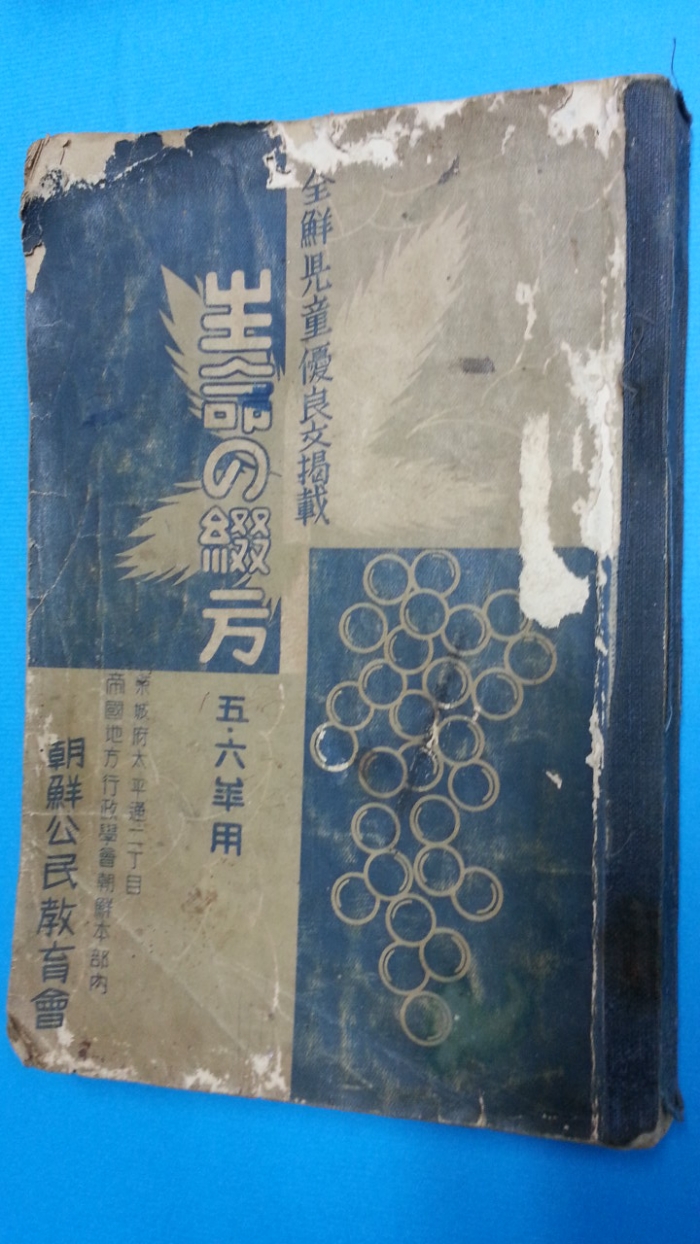 全鮮児童優良文掲載
生命の綴方
五・六年用
京城府太平通二丁目
帝國地方行政學會朝鮮本部内
朝鮮公民教育會